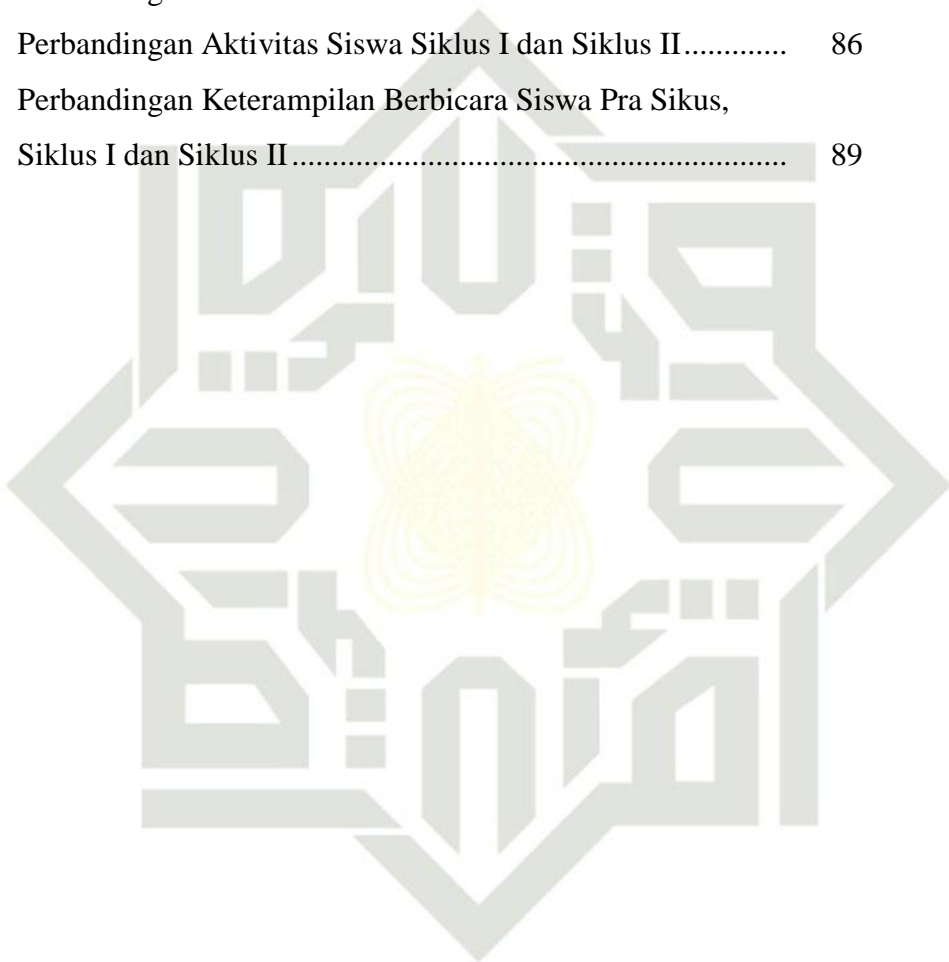 Perbandingan Aktivitas Siswa Siklus I dan Siklus II............. 86
Perbandingan Keterampilan Berbicara Siswa Pra Sikus,
Siklus I dan Siklus II............................................................. 89